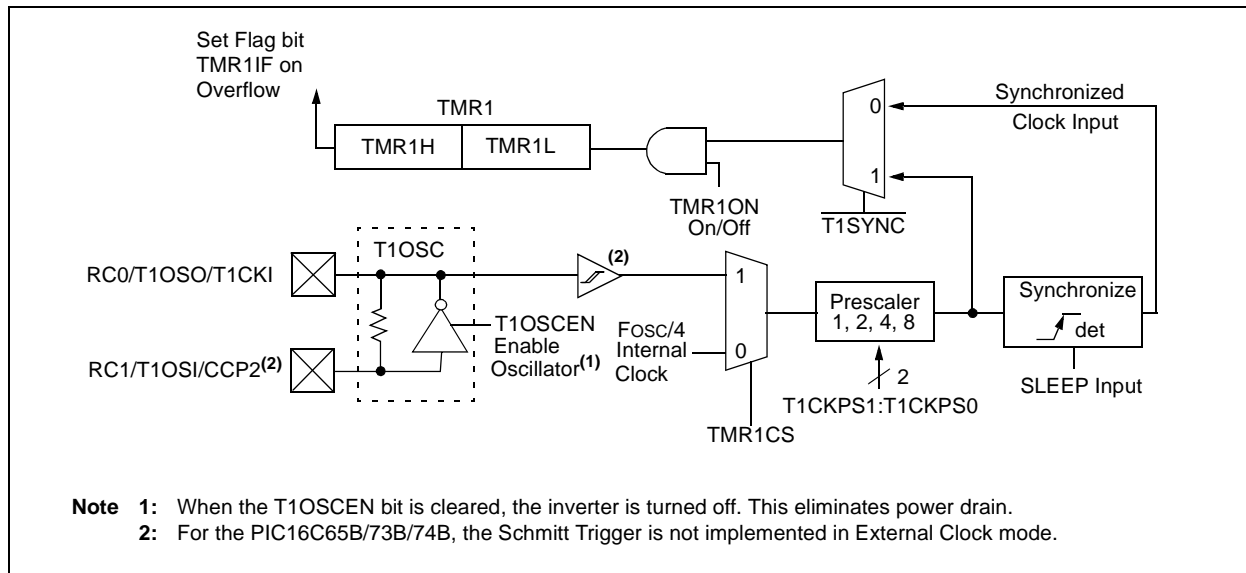 Set Flag bit
TMR1IF on
Overflow
TMR1
TMR1H
TMR1L
0
1
Synchronized
Clock Input
TMR1ON
On/Off
T1SYNC
T1OSC
(2)
RC0/T1OSO/T1CKI
1
Prescaler
1, 2, 4, 8
Synchronize
det
T1OSCEN
Enable
Oscillator(1)
FOSC/4
Internal
Clock
0
RC1/T1OSI/CCP2(2)
2
T1CKPS1:T1CKPS0
SLEEP Input
TMR1CS
Note 1: When the T1OSCEN bit is cleared, the inverter is turned off. This eliminates power drain.
2: For the PIC16C65B/73B/74B, the Schmitt Trigger is not implemented in External Clock mode.